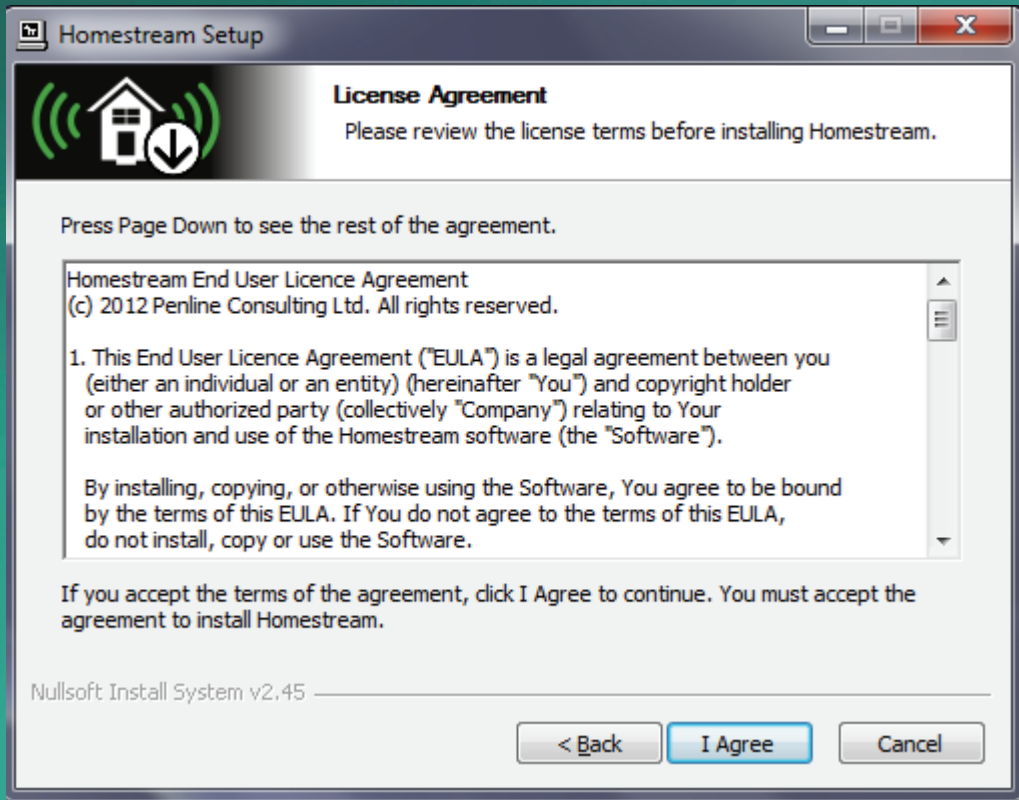 Homestream Setup
License Agreement
Please review the license terms before installing Homestream.
Press Page Down to see the rest of the agreement.
Homestream End User Licence Agreement
(c) 2012 Penline Consulting Ltd. All rights reserved.
1. This End User Licence Agreement ("EULA") is a legal agreement between you
(either an individual or an entity) (hereinafter "You") and copyright holder
or other authorized party (collectively "Company") relating to Your
installation and use of the Homestream software (the "Software").
By installing, copying, or otherwise using the Software, You agree to be bound
by the terms of this EULA. If You do not agree to the terms of this EULA,
do not install, copy or use the Software.
If you accept the terms of the agreement, click I Agree to continue. You must accept the
agreement to install Homestream.
Nullsoft Install System v2.45
< Back I Agree Cancel